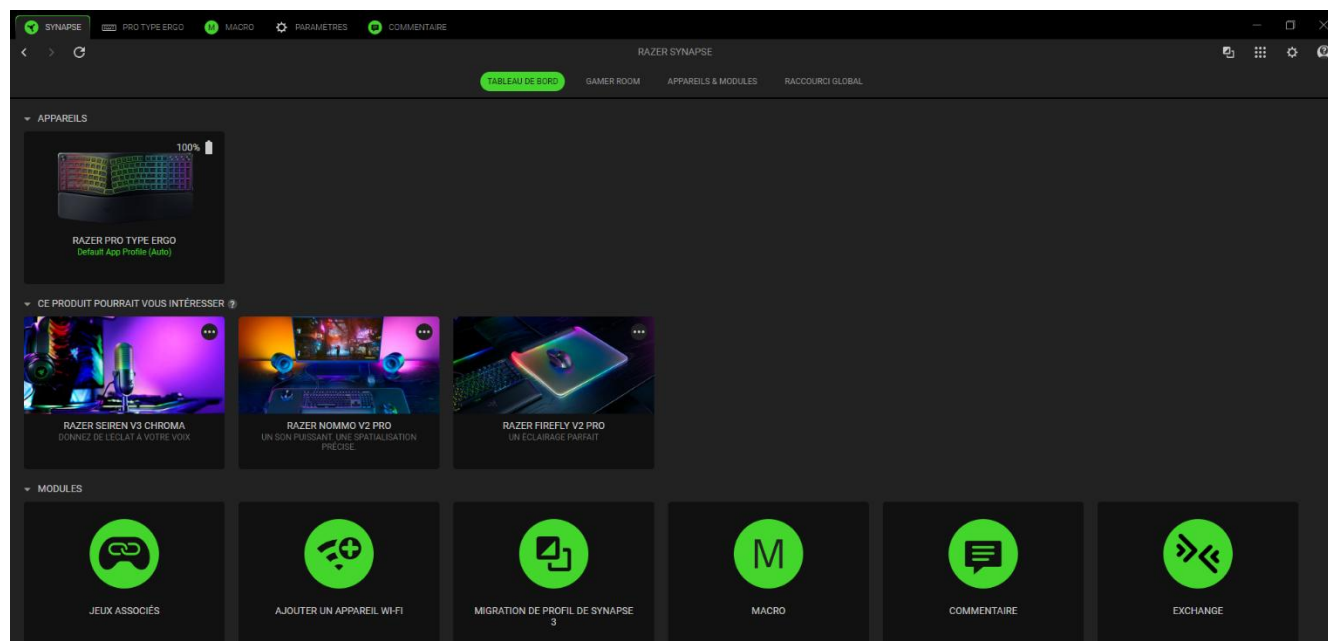 SYNAPSE
PRO TYPE ERGO
M
MACRO
PARAMÈTRES
COMMENTAIRE
RAZER SYNAPSE
TABLEAU DE BORD
GAMER ROOM
APPAREILS & MODULES
RACCOURCI GLOBAL
APPAREILS
100%
RAZER PRO TYPE ERGO
Default App Profile (Auto)
CE PRODUIT POURRAIT VOUS INTÉRESSER ?
RAZER SEIREN V3 CHROMA
DONNEZ DE L'ÉCLAT À VOTRE VOIX
RAZER NOMMO V2 PRO
UN SON PUISSANT. UNE SPATIALISATION
PRÉCISE.
RAZER FIREFLY V2 PRO
UN ÉCLAIRAGE PARFAIT
MODULES
JEUX ASSOCIÉS
AJOUTER UN APPAREIL WI-FI
MIGRATION DE PROFIL DE SYNAPSE
3
M
MACRO
COMMENTAIRE
EXCHANGE